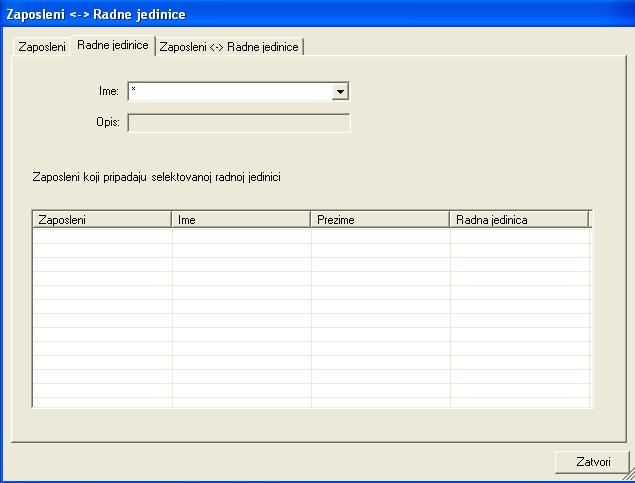 Zaposleni <-> Radne jedinice
Zaposleni Radne jedinice Zaposleni <-> Radne jedinice
Ime: *
Opis:
Zaposleni koji pripadaju selektovanoj radnoj jedinici
Zaposleni Ime Prezime Radna jedinica
Zatvori